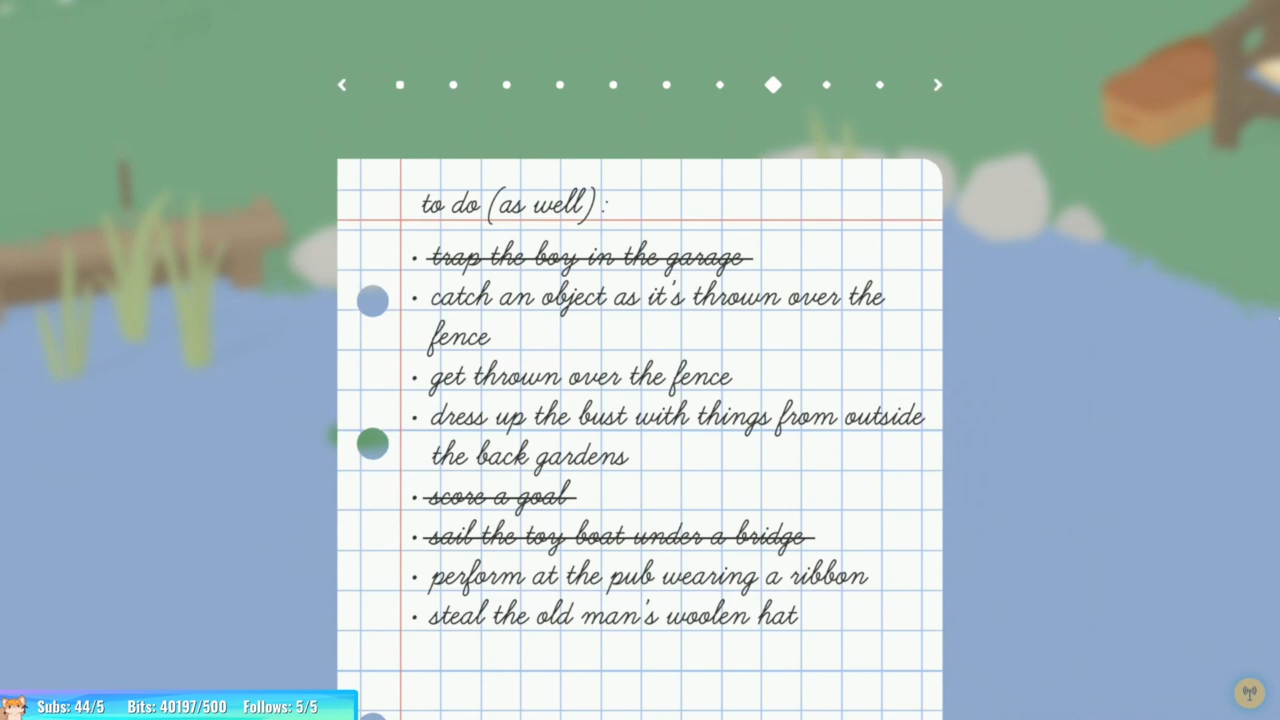 to do (as well):
• trap the boy in the garage
• catch an object as it's thrown over the
fence
• get thrown over the fence
• dress up the bust with things from outside
the back gardens
• score a goal
• sail the toy boat under a bridge
• perform at the pub wearing a ribbon
• steal the old man's woolen hat
Subs: 44/5 Bits: 40197/500 Follows: 5/5